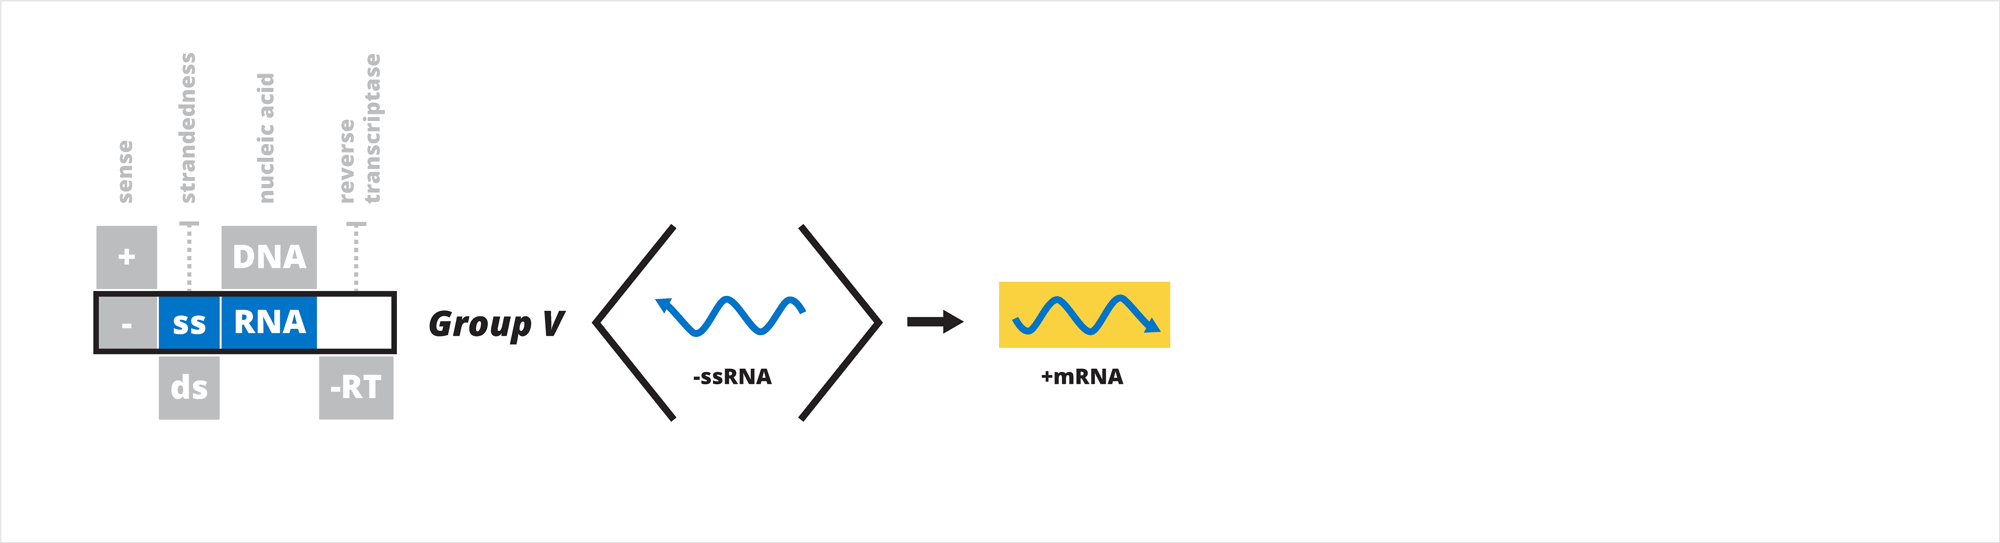 sense
strandedness
nucleic acid
reverse
transcriptase
+
DNA
-
ss
RNA
ds
-RT
Group V
-ssRNA
+mRNA